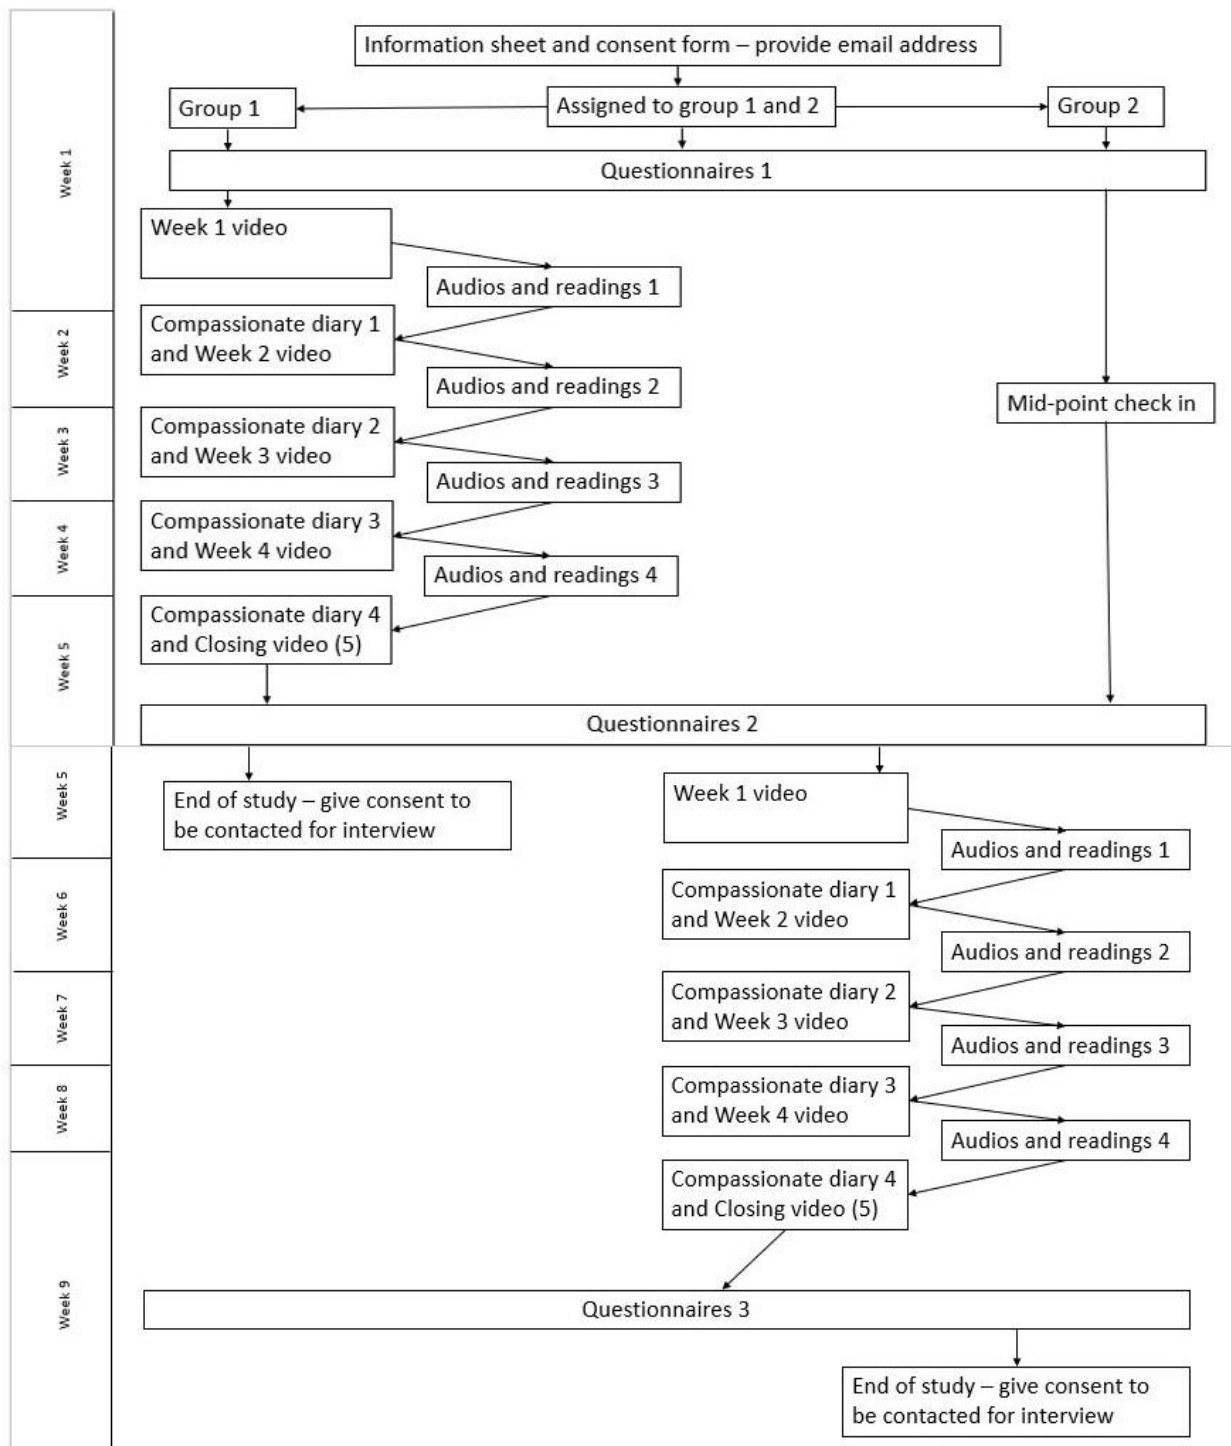 Information sheet and consent form – provide email address
Group 1
Assigned to group 1 and 2
Group 2
Week 1
Questionnaires 1
Week 1 video
Audios and readings 1
Week 2
Compassionate diary 1
and Week 2 video
Audios and readings 2
Mid-point check in
Week 3
Compassionate diary 2
and Week 3 video
Audios and readings 3
Week 4
Compassionate diary 3
and Week 4 video
Audios and readings 4
Week 5
Compassionate diary 4
and Closing video (5)
Questionnaires 2
Week 5
End of study – give consent to
be contacted for interview
Week 1 video
Audios and readings 1
Week 6
Compassionate diary 1
and Week 2 video
Audios and readings 2
Week 7
Compassionate diary 2
and Week 3 video
Audios and readings 3
Week 8
Compassionate diary 3
and Week 4 video
Audios and readings 4
Week 9
Compassionate diary 4
and Closing video (5)
Questionnaires 3
End of study – give consent to
be contacted for interview